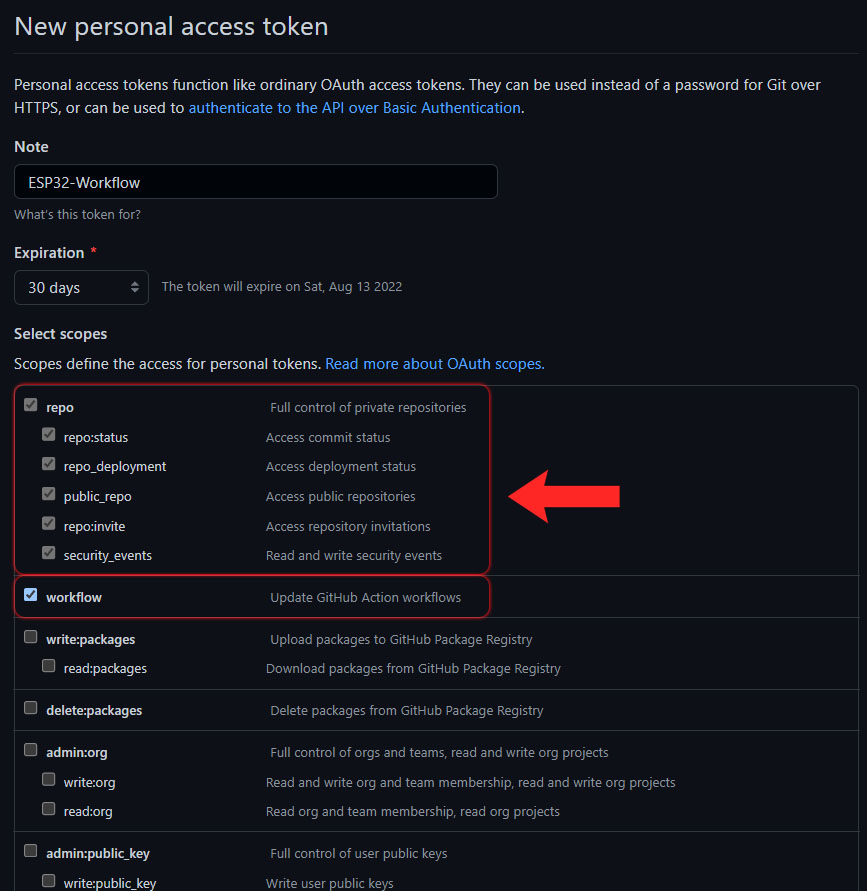 New personal access token
Personal access tokens function like ordinary OAuth access tokens. They can be used instead of a password for Git over
HTTPS, or can be used to authenticate to the API over Basic Authentication.
Note
ESP32-Workflow
What's this token for?
Expiration *
30 days The token will expire on Sat, Aug 13 2022
Select scopes
Scopes define the access for personal tokens. Read more about OAuth scopes.
repo Full control of private repositories
repo:status Access commit status
repo_deployment Access deployment status
public_repo Access public repositories
repo:invite Access repository invitations
security_events Read and write security events
workflow Update GitHub Action workflows
write:packages Upload packages to GitHub Package Registry
read:packages Download packages from GitHub Package Registry
delete:packages Delete packages from GitHub Package Registry
admin:org Full control of orgs and teams, read and write org projects
write:org Read and write org and team membership, read and write org projects
read:org Read org and team membership, read org projects
admin:public_key Full control of user public keys
write:public_key Write user public keys